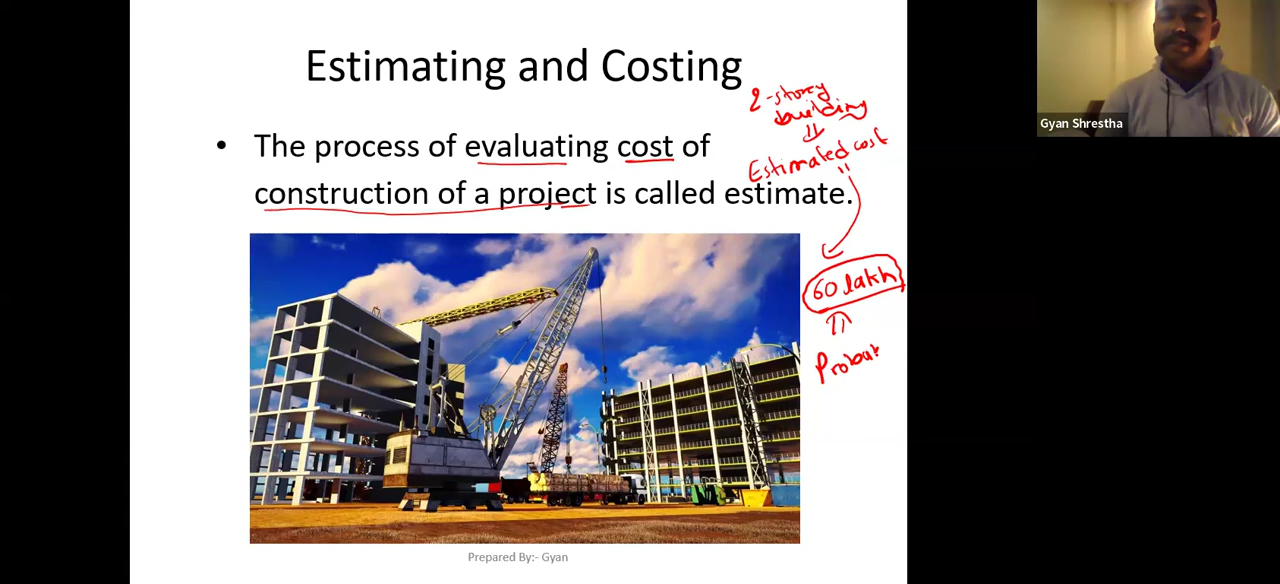 Estimating and Costing
2-storey
building
Estimated cost
• The process of evaluating cost of
construction of a project is called estimate.
60 lakh
Probab
Prepared By:- Gyan
Gyan Shrestha